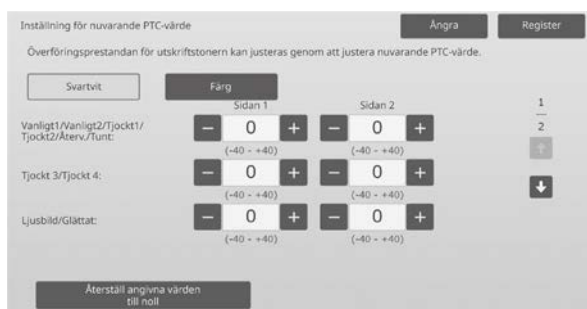 Inställning för nuvarande PTC-värde
Ångra
Register
Överföringsprestandan för utskriftstonern kan justeras genom att justera nuvarande PTC-värde.
Svartvit
Färg
Sidan 1
Sidan 2
Vanligt1/Vanligt2/Tjockt1/
Tjockt2/Återv./Tunt:
− 0 + − 0 +
(-40 - +40) (-40 - +40)
Tjockt 3/Tjockt 4:
− 0 + − 0 +
(-40 - +40) (-40 - +40)
Ljusbild/Glättat:
− 0 + − 0 +
(-40 - +40) (-40 - +40)
1
2
Återställ angivna värden
till noll